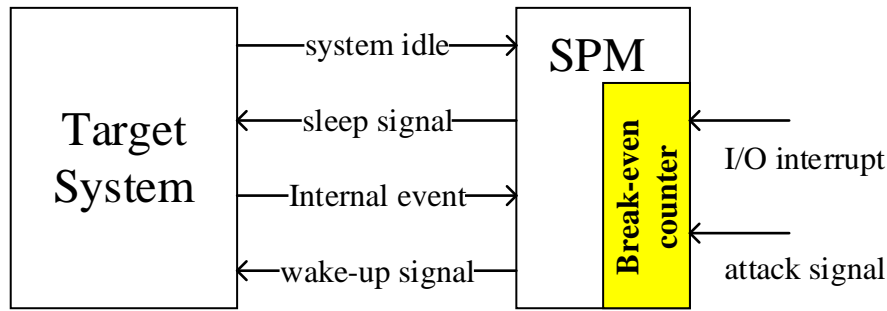 Target
System
system idle
sleep signal
Internal event
wake-up signal
SPM
Break-even
counter
I/O interrupt
attack signal